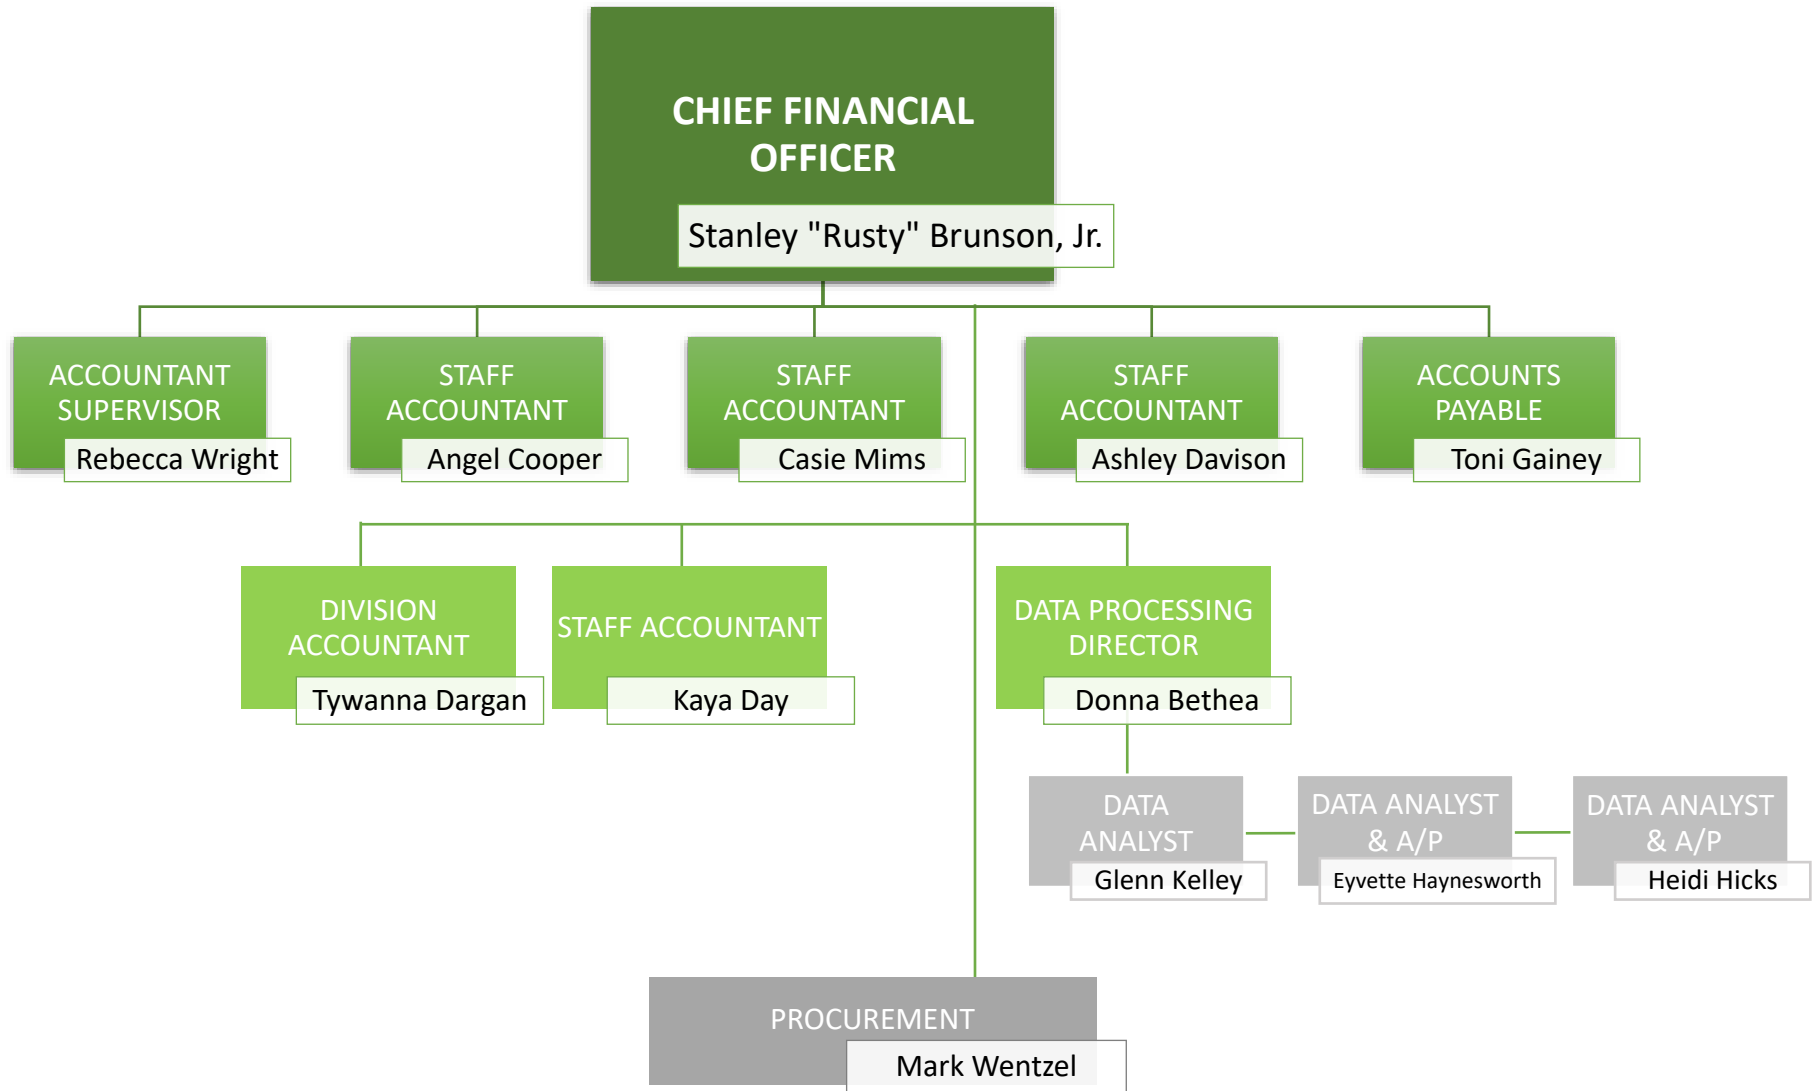 CHIEF FINANCIAL
OFFICER
Stanley "Rusty" Brunson, Jr.
ACCOUNTANT
SUPERVISOR
Rebecca Wright
STAFF
ACCOUNTANT
Angel Cooper
STAFF
ACCOUNTANT
Casie Mims
STAFF
ACCOUNTANT
Ashley Davison
ACCOUNTS
PAYABLE
Toni Gainey
DIVISION
ACCOUNTANT
Tywanna Dargan
STAFF ACCOUNTANT
Kaya Day
DATA PROCESSING
DIRECTOR
Donna Bethea
DATA
ANALYST
Glenn Kelley
DATA ANALYST
& A/P
Eyvette Haynesworth
DATA ANALYST
& A/P
Heidi Hicks
PROCUREMENT
Mark Wentzel